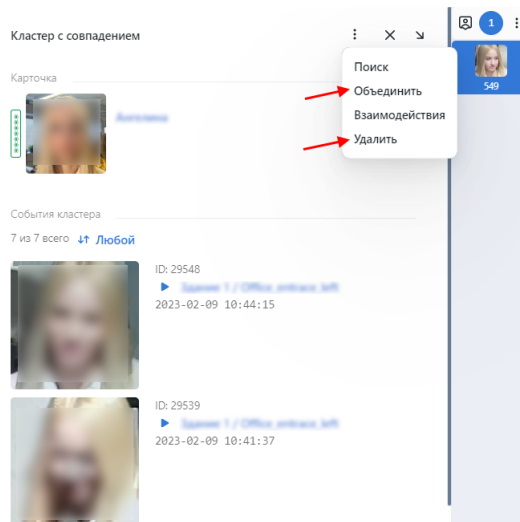 Кластер с совпадением
1
Поиск
Объединить
Взаимодействия
Удалить
549
Карточка
События кластера
7 из 7 всего Любой
ID: 29548
2023-02-09 10:44:15
ID: 29539
2023-02-09 10:41:37